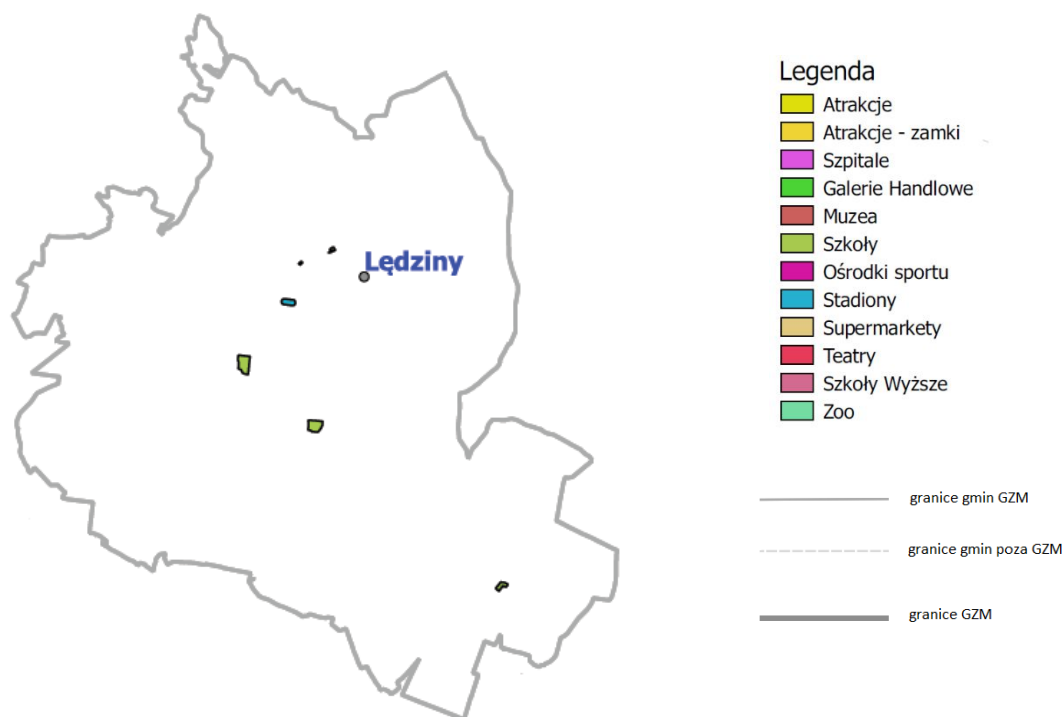 Lędziny
Legenda
Atrakcje
Atrakcje - zamki
Szpitale
Galerie Handlowe
Muzea
Szkoły
Ośrodki sportu
Stadiony
Supermarkety
Teatry
Szkoły Wyższe
Zoo
granice gmin GZM
granice gmin poza GZM
granice GZM